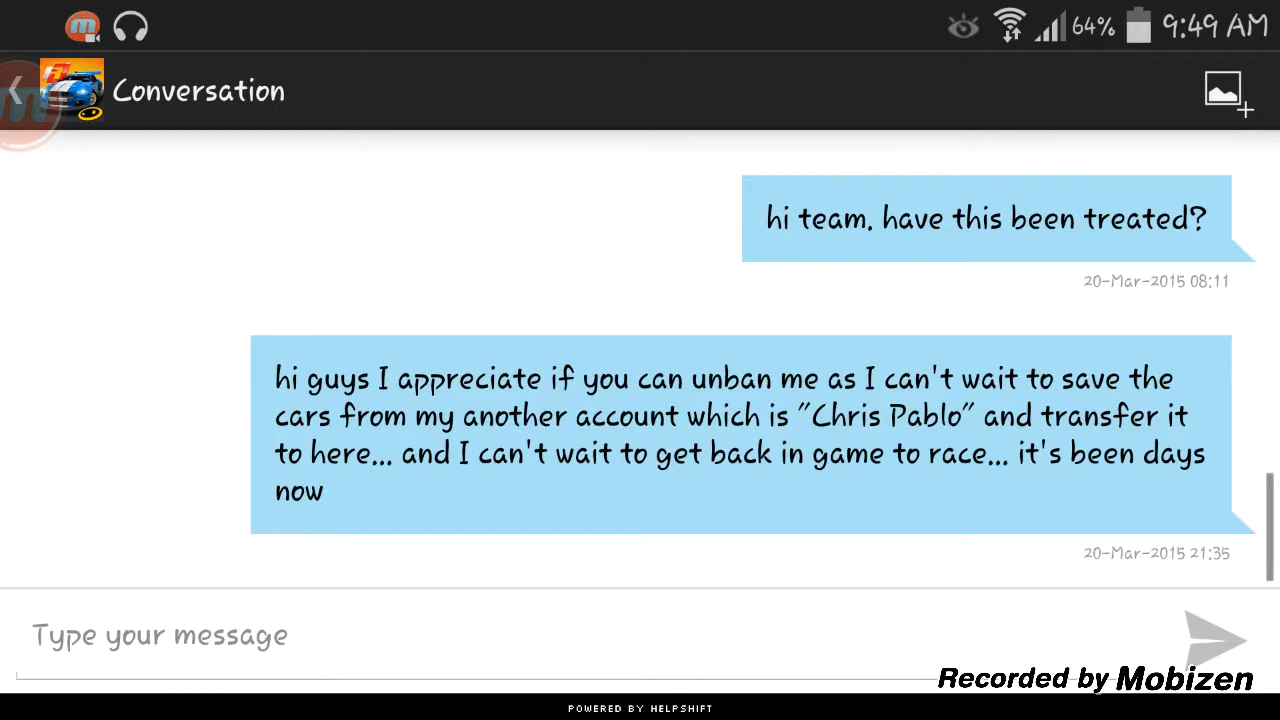 64% 9:49 AM
Conversation
hi team. have this been treated?
20-Mar-2015 08:11
hi guys I appreciate if you can unban me as I can't wait to save the
cars from my another account which is "Chris Pablo" and transfer it
to here... and I can't wait to get back in game to race... it's been days
now
20-Mar-2015 21:35
Type your message
Recorded by Mobizen
POWERED BY HELPSHIFT